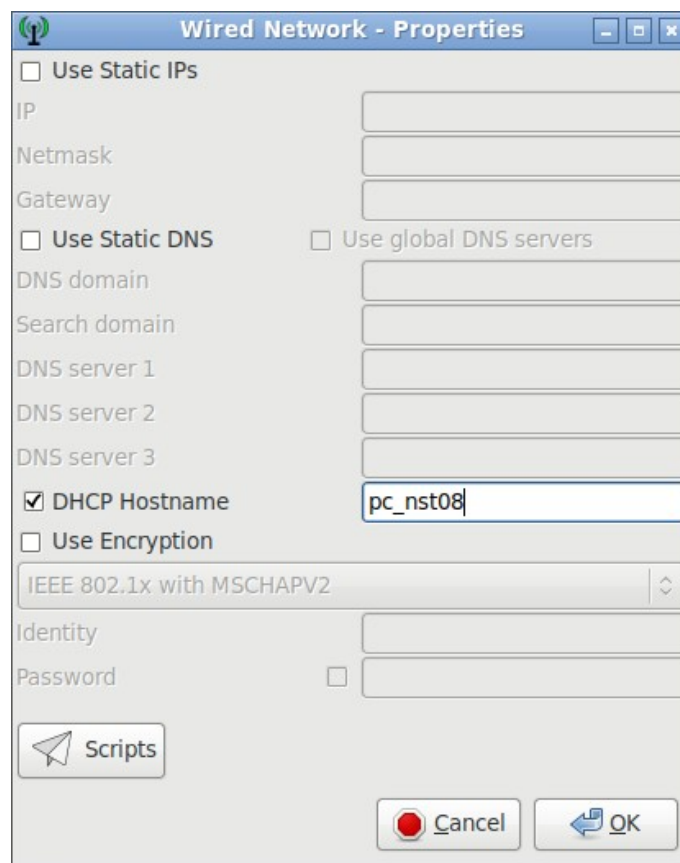 Wired Network - Properties
Use Static IPs
IP
Netmask
Gateway
Use Static DNS Use global DNS servers
DNS domain
Search domain
DNS server 1
DNS server 2
DNS server 3
DHCP Hostname pc_nst08
Use Encryption
IEEE 802.1x with MSCHAPV2
Identity
Password
Scripts
Cancel OK